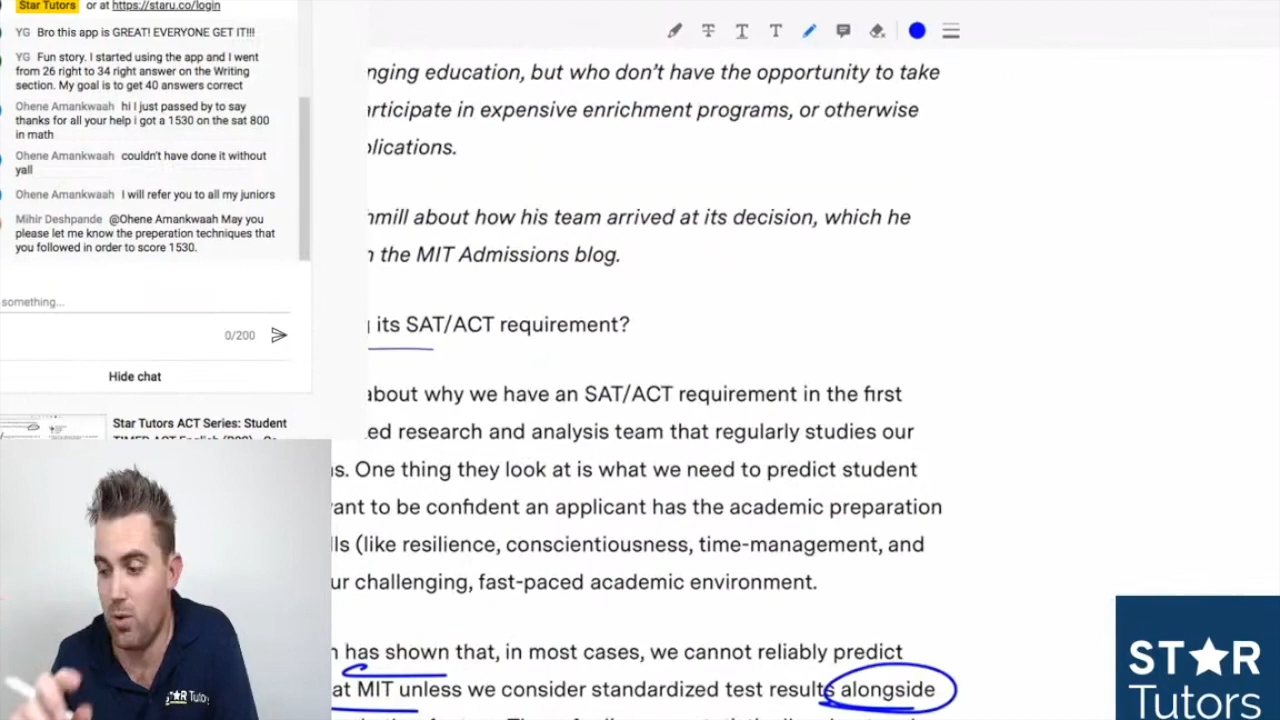 Star Tutors or at https://staru.co/login
YG Bro this app is GREAT! EVERYONE GET IT!!!
YG Fun story. I started using the app and I went
from 26 right to 34 right answer on the Writing
section. My goal is to get 40 answers correct
Ohene Amankwaah hi I just passed by to say
thanks for all your help i got a 1530 on the sat 800
in math
Ohene Amankwaah couldn't have done it without
yall
Ohene Amankwaah I will refer you to all my juniors
Mihir Deshpande @Ohene Amankwaah May you
please let me know the preperation techniques that
you followed in order to score 1530.
something...
0/200
Hide chat
Star Tutors ACT Series: Student
nging education, but who don't have the opportunity to take
articipate in expensive enrichment programs, or otherwise
plications.
hmill about how his team arrived at its decision, which he
n the MIT Admissions blog.
g its SAT/ACT requirement?
about why we have an SAT/ACT requirement in the first
ed research and analysis team that regularly studies our
s. One thing they look at is what we need to predict student
ant to be confident an applicant has the academic preparation
lls (like resilience, conscientiousness, time-management, and
ur challenging, fast-paced academic environment.
n has shown that, in most cases, we cannot reliably predict
at MIT unless we consider standardized test results alongside
STAR Tutors
STAR
Tutors